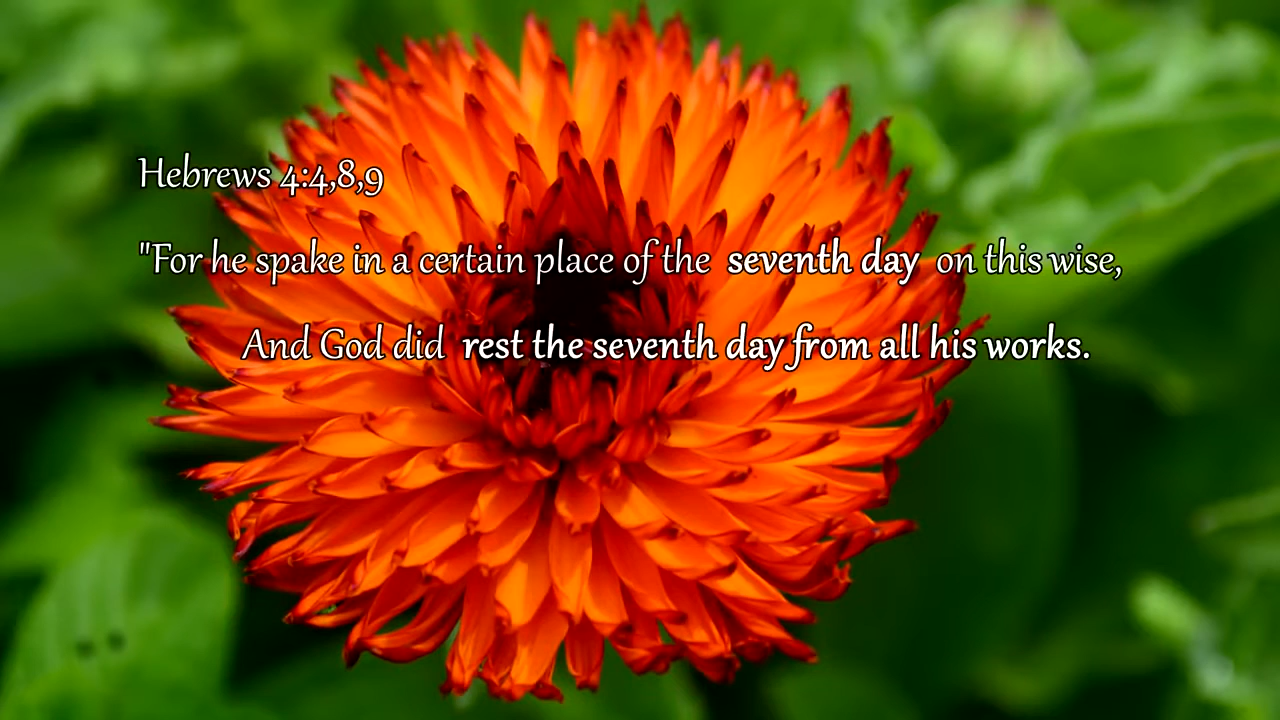 Hebrews 4:4,8,9
"For he spake in a certain place of the seventh day on this wise,
And God did rest the seventh day from all his works.